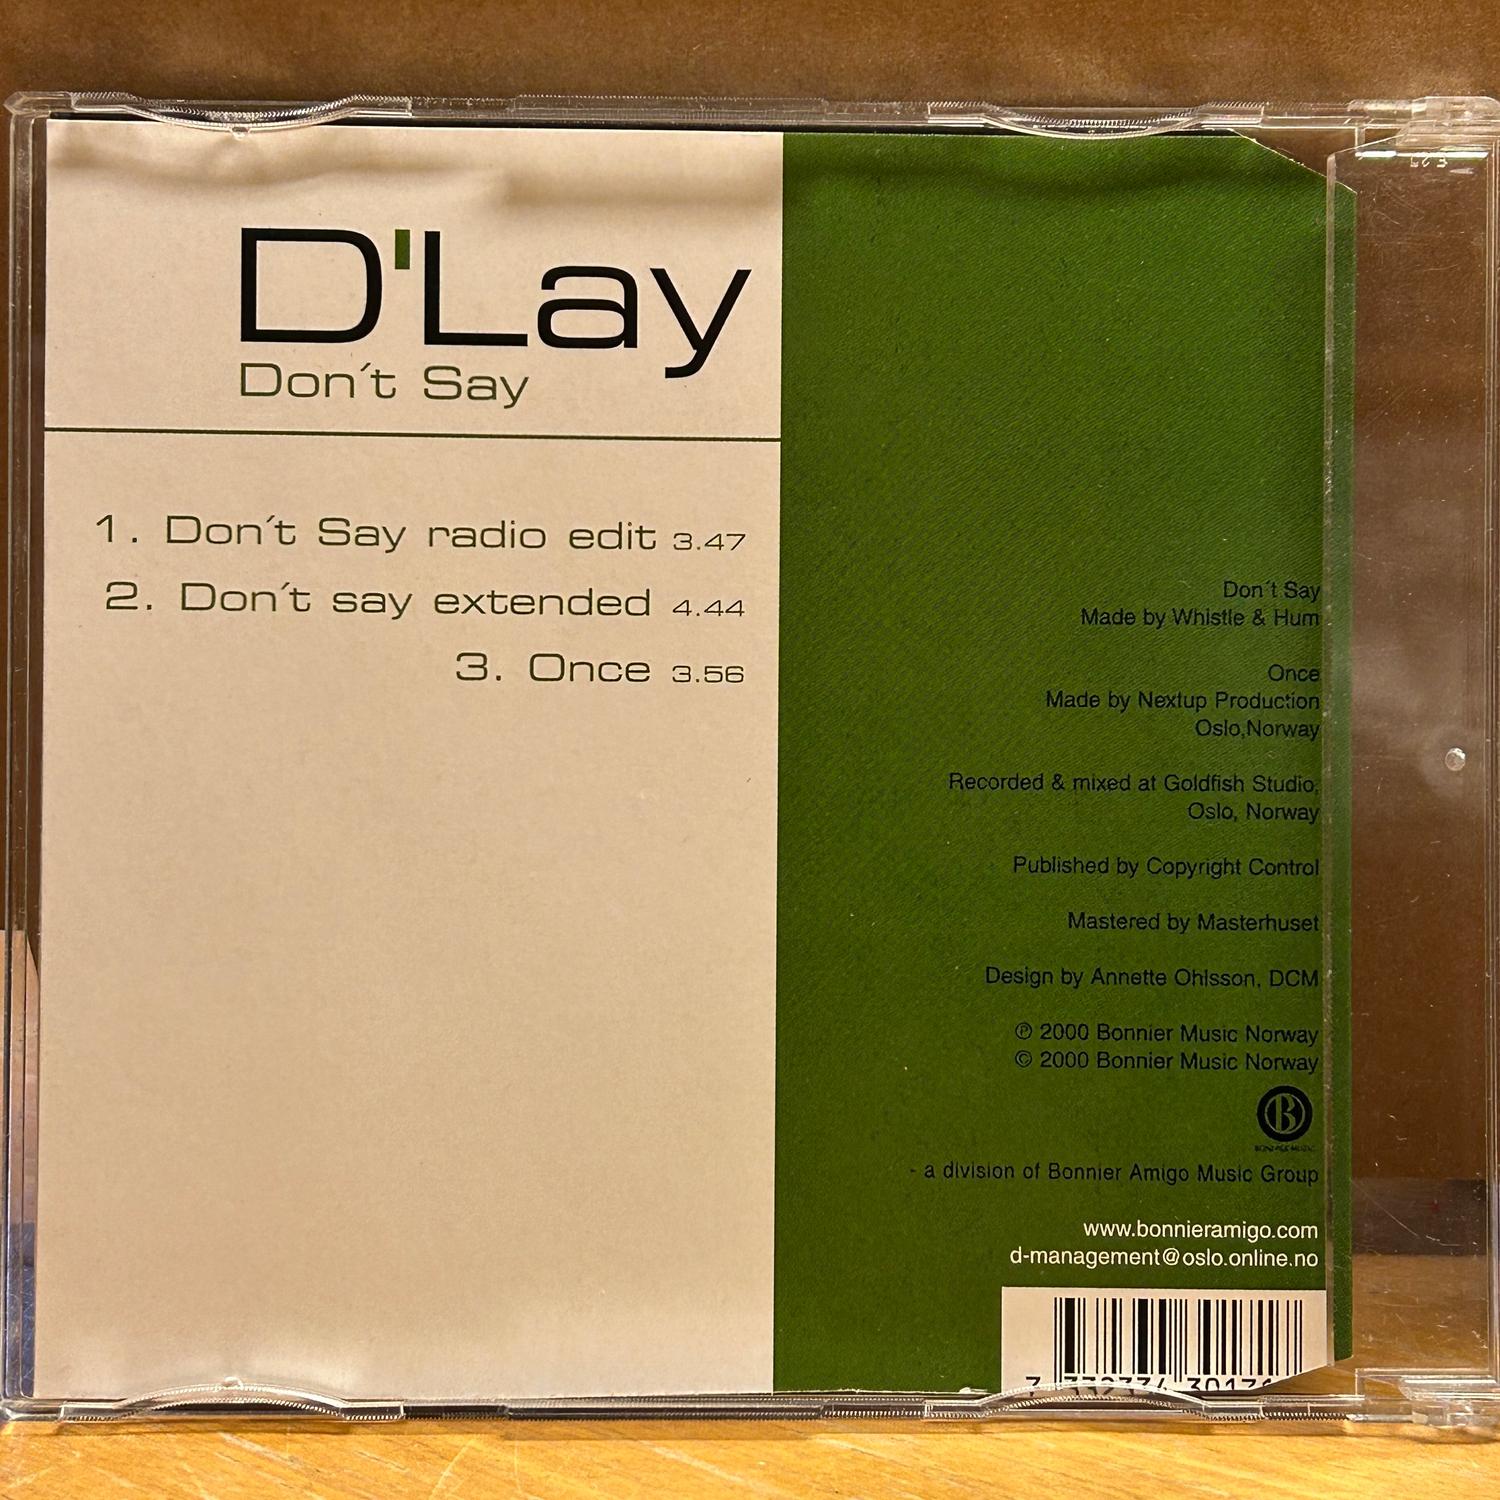 D'Lay
Don´t Say
1. Don´t Say radio edit 3.47
2. Don´t say extended 4.44
3. Once 3.56
Don´t Say
Made by Whistle & Hum
Once
Made by Nextup Production
Oslo,Norway
Recorded & mixed at Goldfish Studio,
Oslo, Norway
Published by Copyright Control
Mastered by Masterhuset
Design by Annette Ohlsson, DCM
℗ 2000 Bonnier Music Norway
© 2000 Bonnier Music Norway
B
BONNIER MUSIC
- a division of Bonnier Amigo Music Group
www.bonnieramigo.com
d-management@oslo.online.no